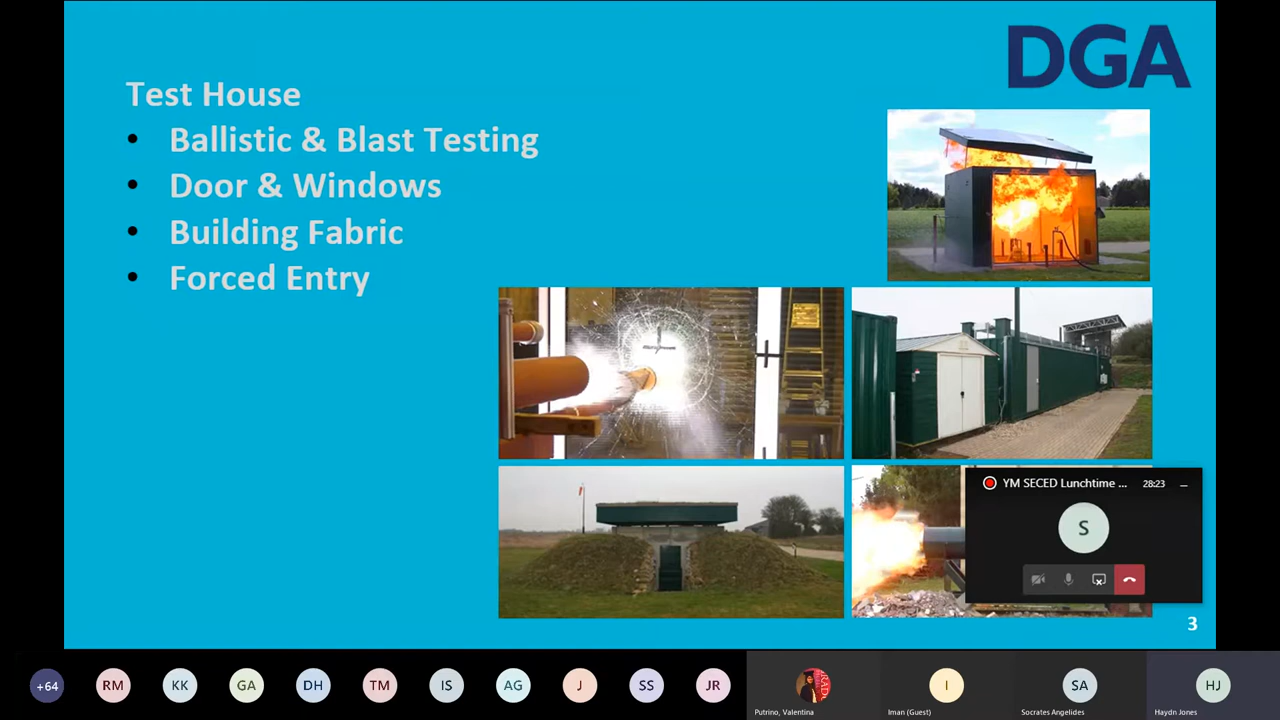 DGA
Test House
• Ballistic & Blast Testing
• Door & Windows
• Building Fabric
• Forced Entry
YM SECED Lunchtime ... 28:23
S
3
+64 RM KK GA DH TM IS AG J SS JR I SA HJ
Putrino, Valentina Iman (Guest) Socrates Angelides Haydn Jones